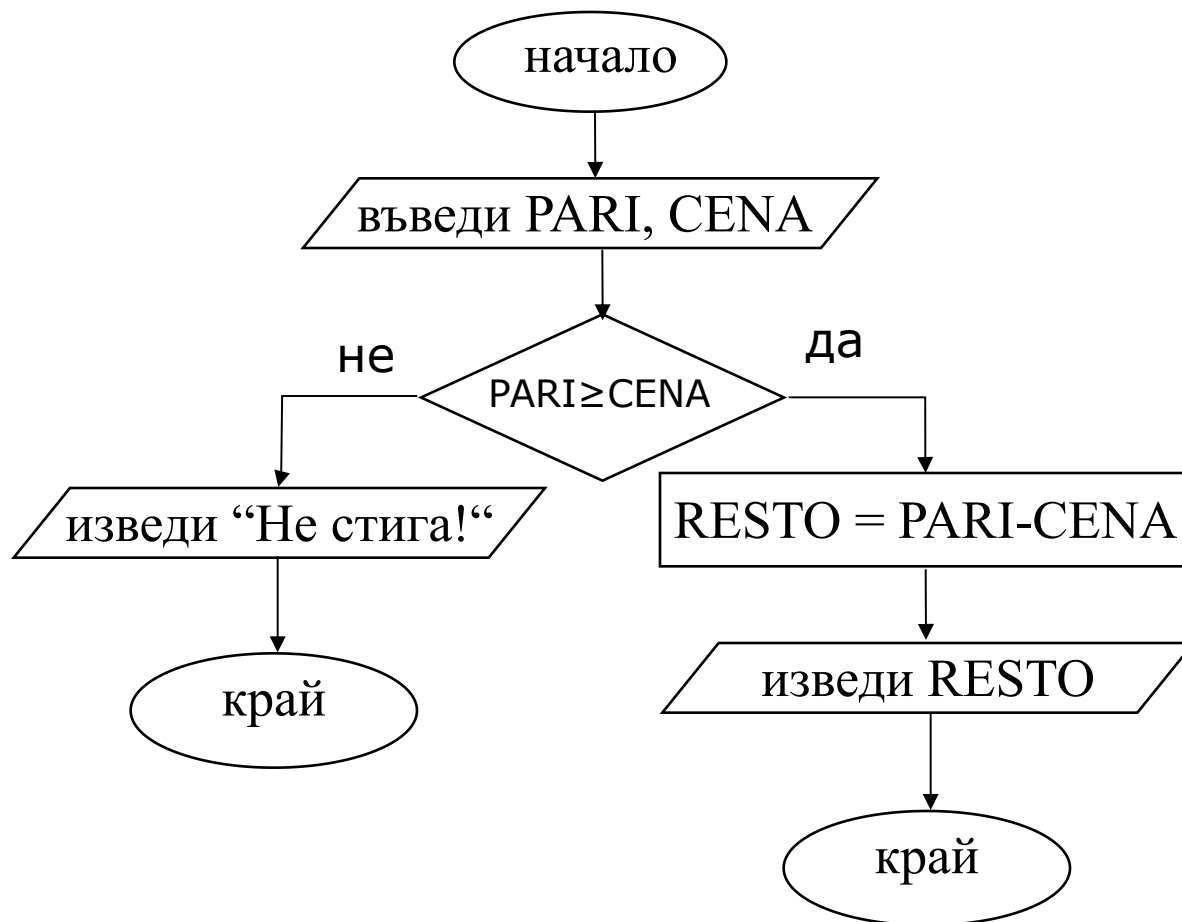 начало
въведи PARI, CENA
не
да
PARI≥CENA
изведи “Не стига!“
RESTO = PARI-CENA
край
изведи RESTO
край